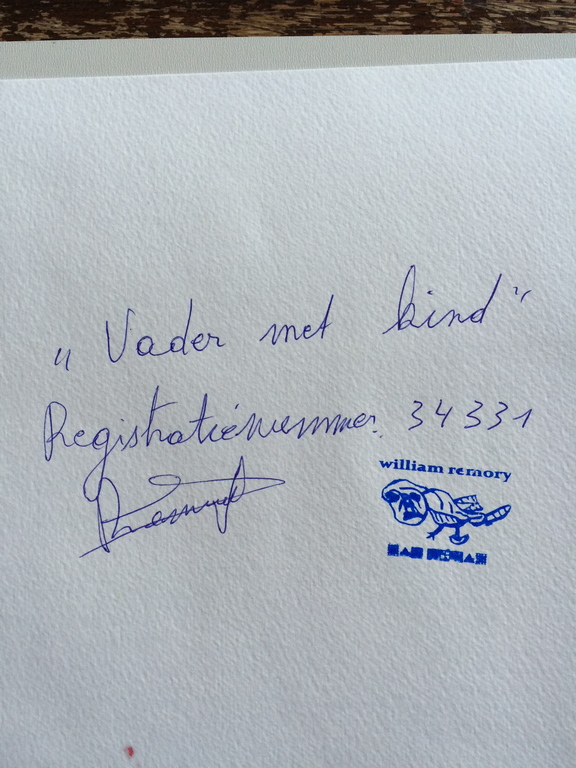 „ Vader met kind "
Registratienummer. 34331
william remory